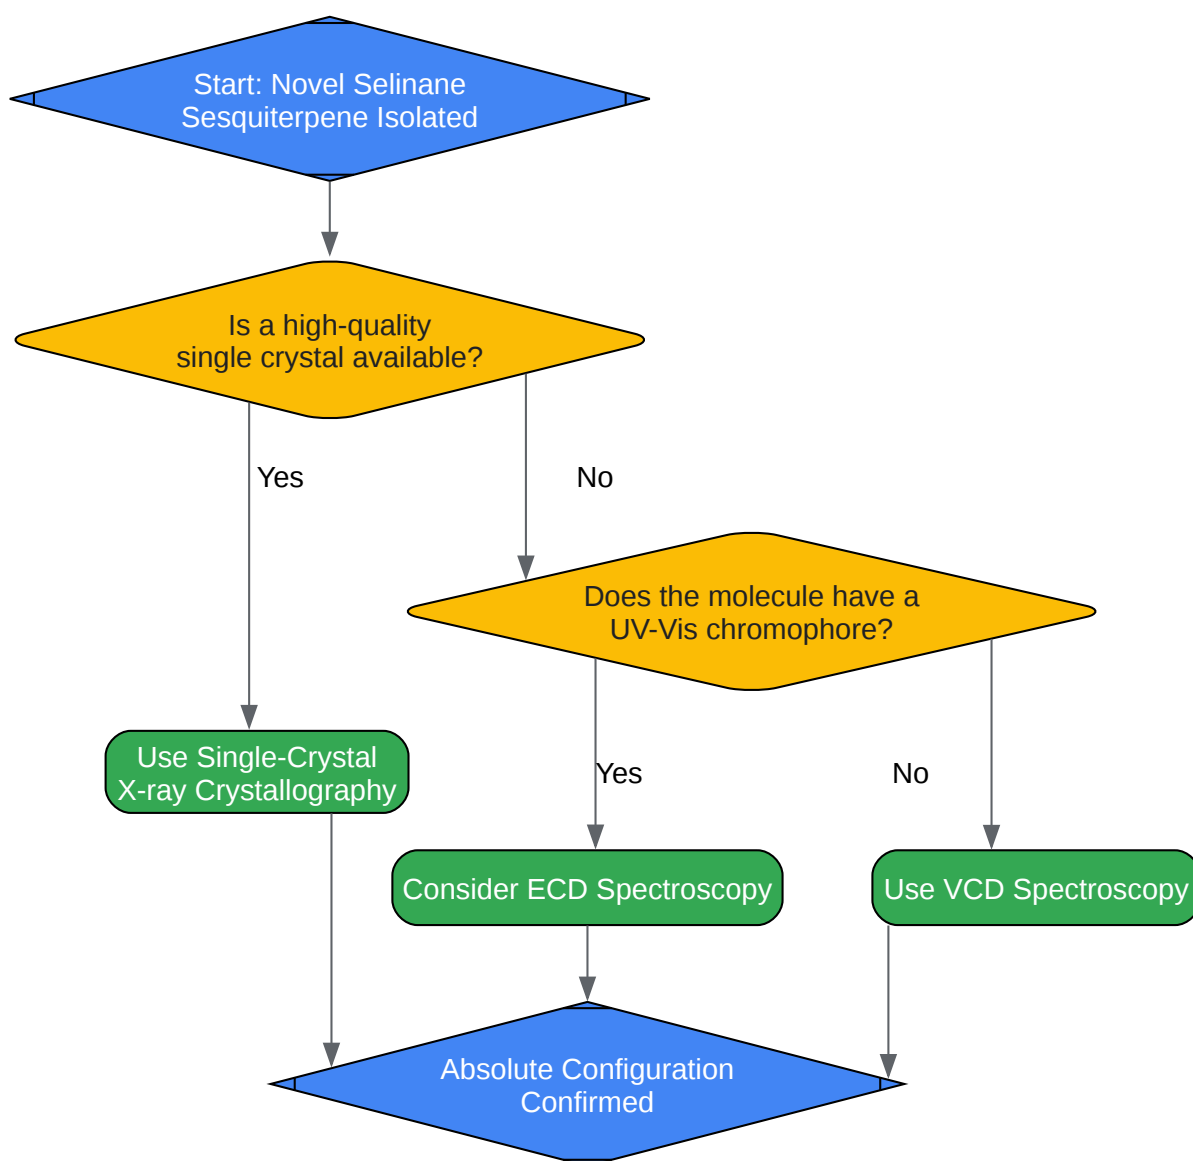 Start: Novel Selinane
Sesquiterpene Isolated
Is a high-quality
single crystal available?
Yes
No
Does the molecule have a
UV-Vis chromophore?
Use Single-Crystal
X-ray Crystallography
Yes
No
Consider ECD Spectroscopy
Use VCD Spectroscopy
Absolute Configuration
Confirmed